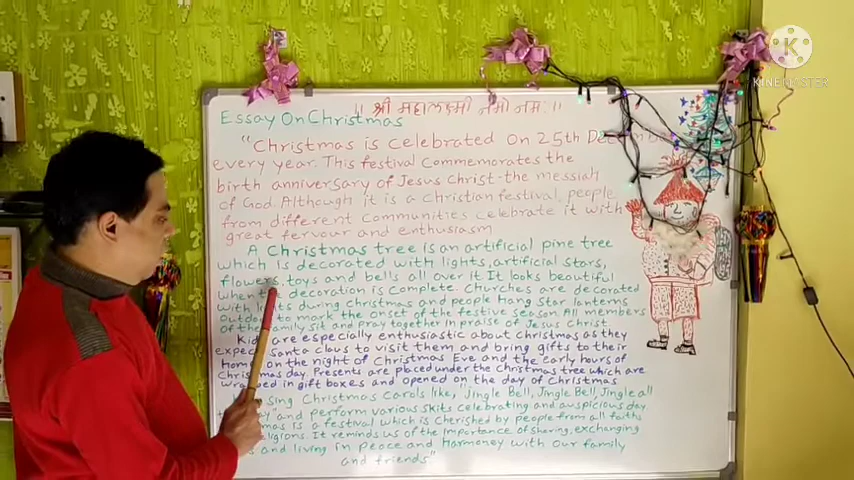 KINEMASTER
॥ श्री महालक्ष्मी नमो नमः ॥
Essay On Christmas
"Christmas is celebrated On 25th December
every year. This Festival Commemorates the
birth anniversary of Jesus Christ - the messiah
of God. Although it is a christian festival, people
from different Communities celebrate it with
great fervour and enthusiasm.
A Christmas tree is an artificial pine tree
which is decorated with lights, artificial stars,
flowers, toys and bells all over it. It looks beautiful
when the decoration is complete. Churches are decorated
with lights during christmas and people hang star lanterns
outdoor to mark the onset of the festive season. All members
of the family sit and pray together in praise of Jesus Christ
Kids are especially enthusiastic about christmas as they
expect Santa claus to visit them and bring gifts to their
home on the night of Christmas Eve and the early hours of
Christmas day. Presents are placed under the Christmas tree which are
wrapped in gift boxes and opened on the day of Christmas
sing Christmas Carols like, "Jingle Bell, Jingle Bell, Jingle all
" and perform various skits celebrating and auspicious day
is a festival which is cherished by people from all faiths
religions. It reminds us of the importance of sharing, exchanging
and living in peace and Harmoney with our family
and friends"